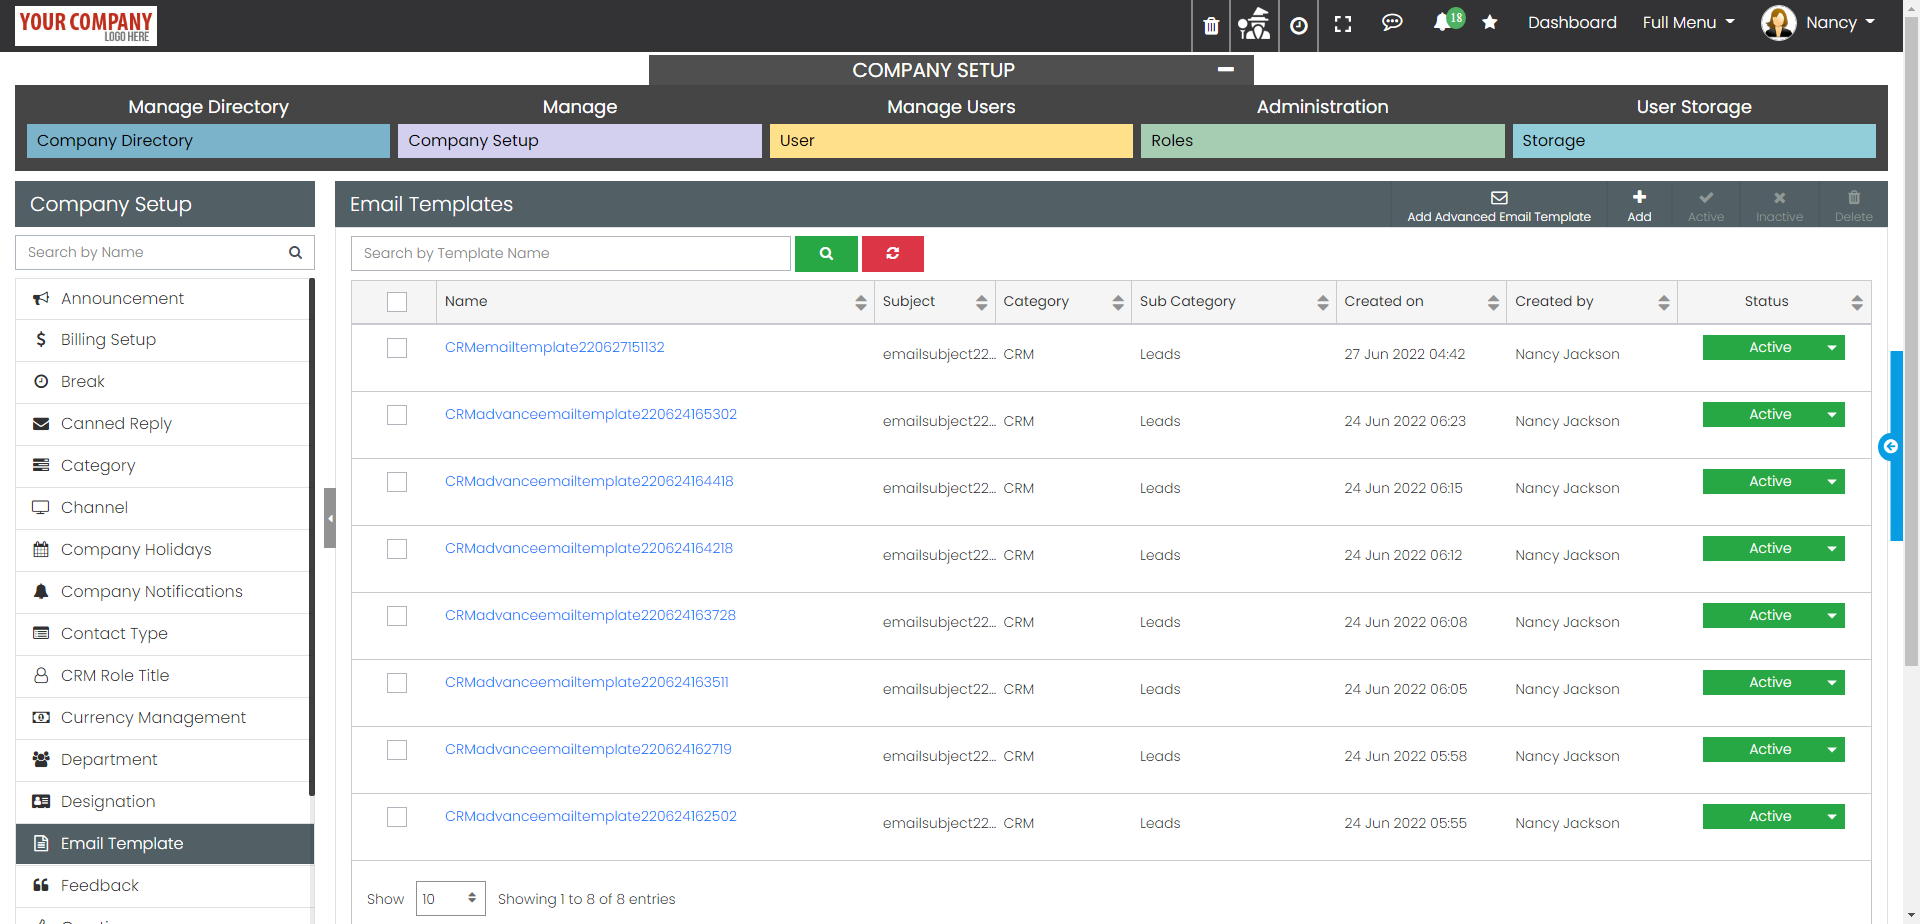 YOUR COMPANY
LOGO HERE
18
Dashboard
Full Menu
Nancy
COMPANY SETUP
Manage Directory
Manage
Manage Users
Administration
User Storage
Company Directory
Company Setup
User
Roles
Storage
Company Setup
Search by Name
Announcement
Billing Setup
Break
Canned Reply
Category
Channel
Company Holidays
Company Notifications
Contact Type
CRM Role Title
Currency Management
Department
Designation
Email Template
Feedback
Email Templates
Add Advanced Email Template
Add
Active
Inactive
Delete
Search by Template Name
Name Subject Category Sub Category Created on Created by Status
CRMemailtemplate220627151132 emailsubject22... CRM Leads 27 Jun 2022 04:42 Nancy Jackson Active
CRMadvanceemailtemplate220624165302 emailsubject22... CRM Leads 24 Jun 2022 06:23 Nancy Jackson Active
CRMadvanceemailtemplate220624164418 emailsubject22... CRM Leads 24 Jun 2022 06:15 Nancy Jackson Active
CRMadvanceemailtemplate220624164218 emailsubject22... CRM Leads 24 Jun 2022 06:12 Nancy Jackson Active
CRMadvanceemailtemplate220624163728 emailsubject22... CRM Leads 24 Jun 2022 06:08 Nancy Jackson Active
CRMadvanceemailtemplate220624163511 emailsubject22... CRM Leads 24 Jun 2022 06:05 Nancy Jackson Active
CRMadvanceemailtemplate220624162719 emailsubject22... CRM Leads 24 Jun 2022 05:58 Nancy Jackson Active
CRMadvanceemailtemplate220624162502 emailsubject22... CRM Leads 24 Jun 2022 05:55 Nancy Jackson Active
Show 10 Showing 1 to 8 of 8 entries